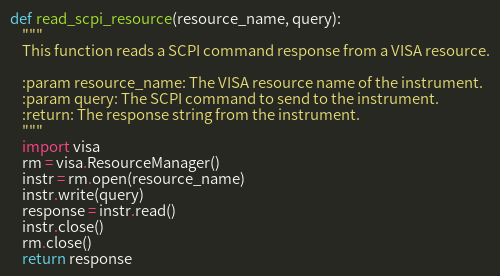 def read_scpi_resource(resource_name, query):
    """
    This function reads a SCPI command response from a VISA resource.

    :param resource_name: The VISA resource name of the instrument.
    :param query: The SCPI command to send to the instrument.
    :return: The response string from the instrument.
    """
    import visa
    rm = visa.ResourceManager()
    instr = rm.open(resource_name)
    instr.write(query)
    response = instr.read()
    instr.close()
    rm.close()
    return response